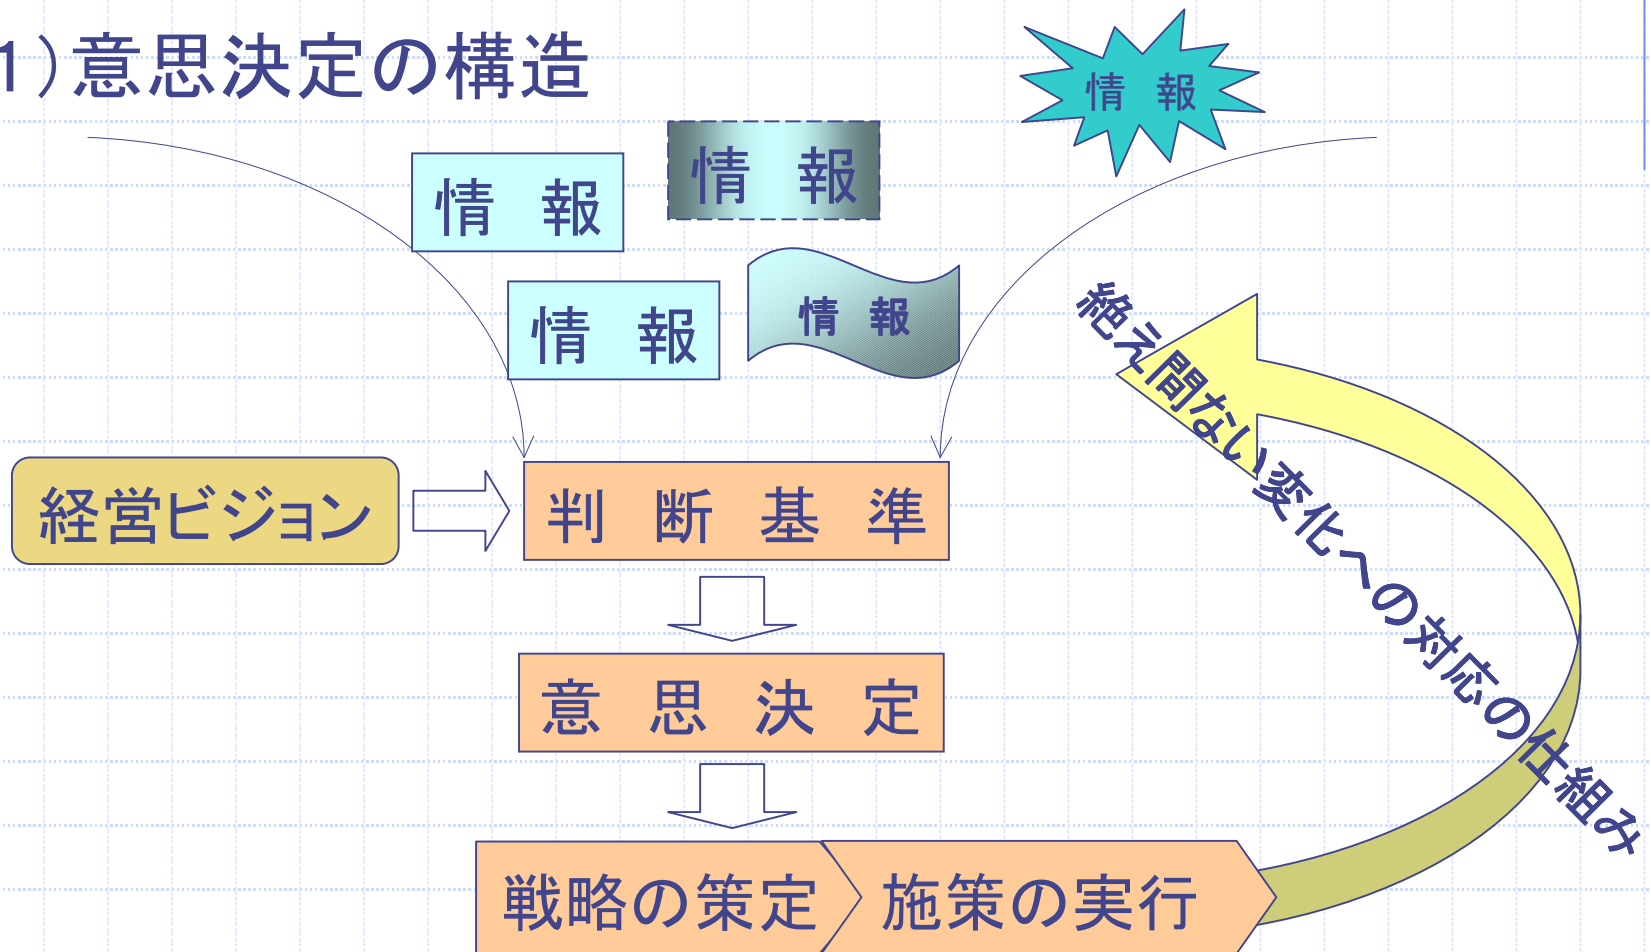 1)意思決定の構造
情　報
情　報
情　報
情　報
情　報
絶え間ない変化への対応の仕組み
経営ビジョン
判　断　基　準
意　思　決　定
戦略の策定
施策の実行